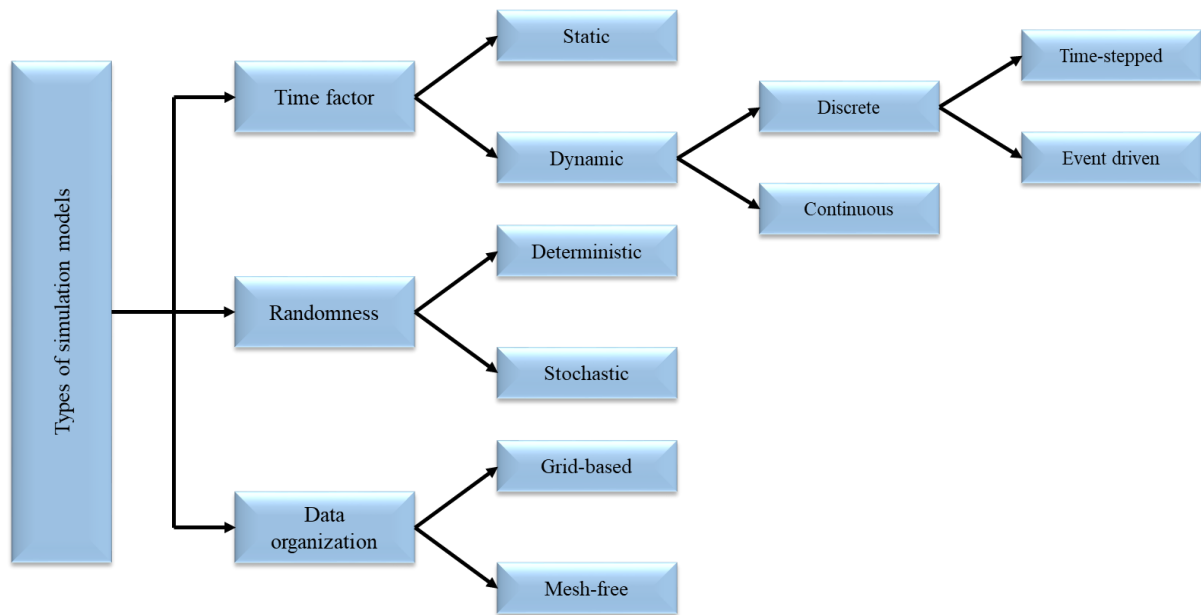 Types of simulation models
Time factor
Static
Dynamic
Discrete
Time-stepped
Event driven
Continuous
Randomness
Deterministic
Stochastic
Data
organization
Grid-based
Mesh-free